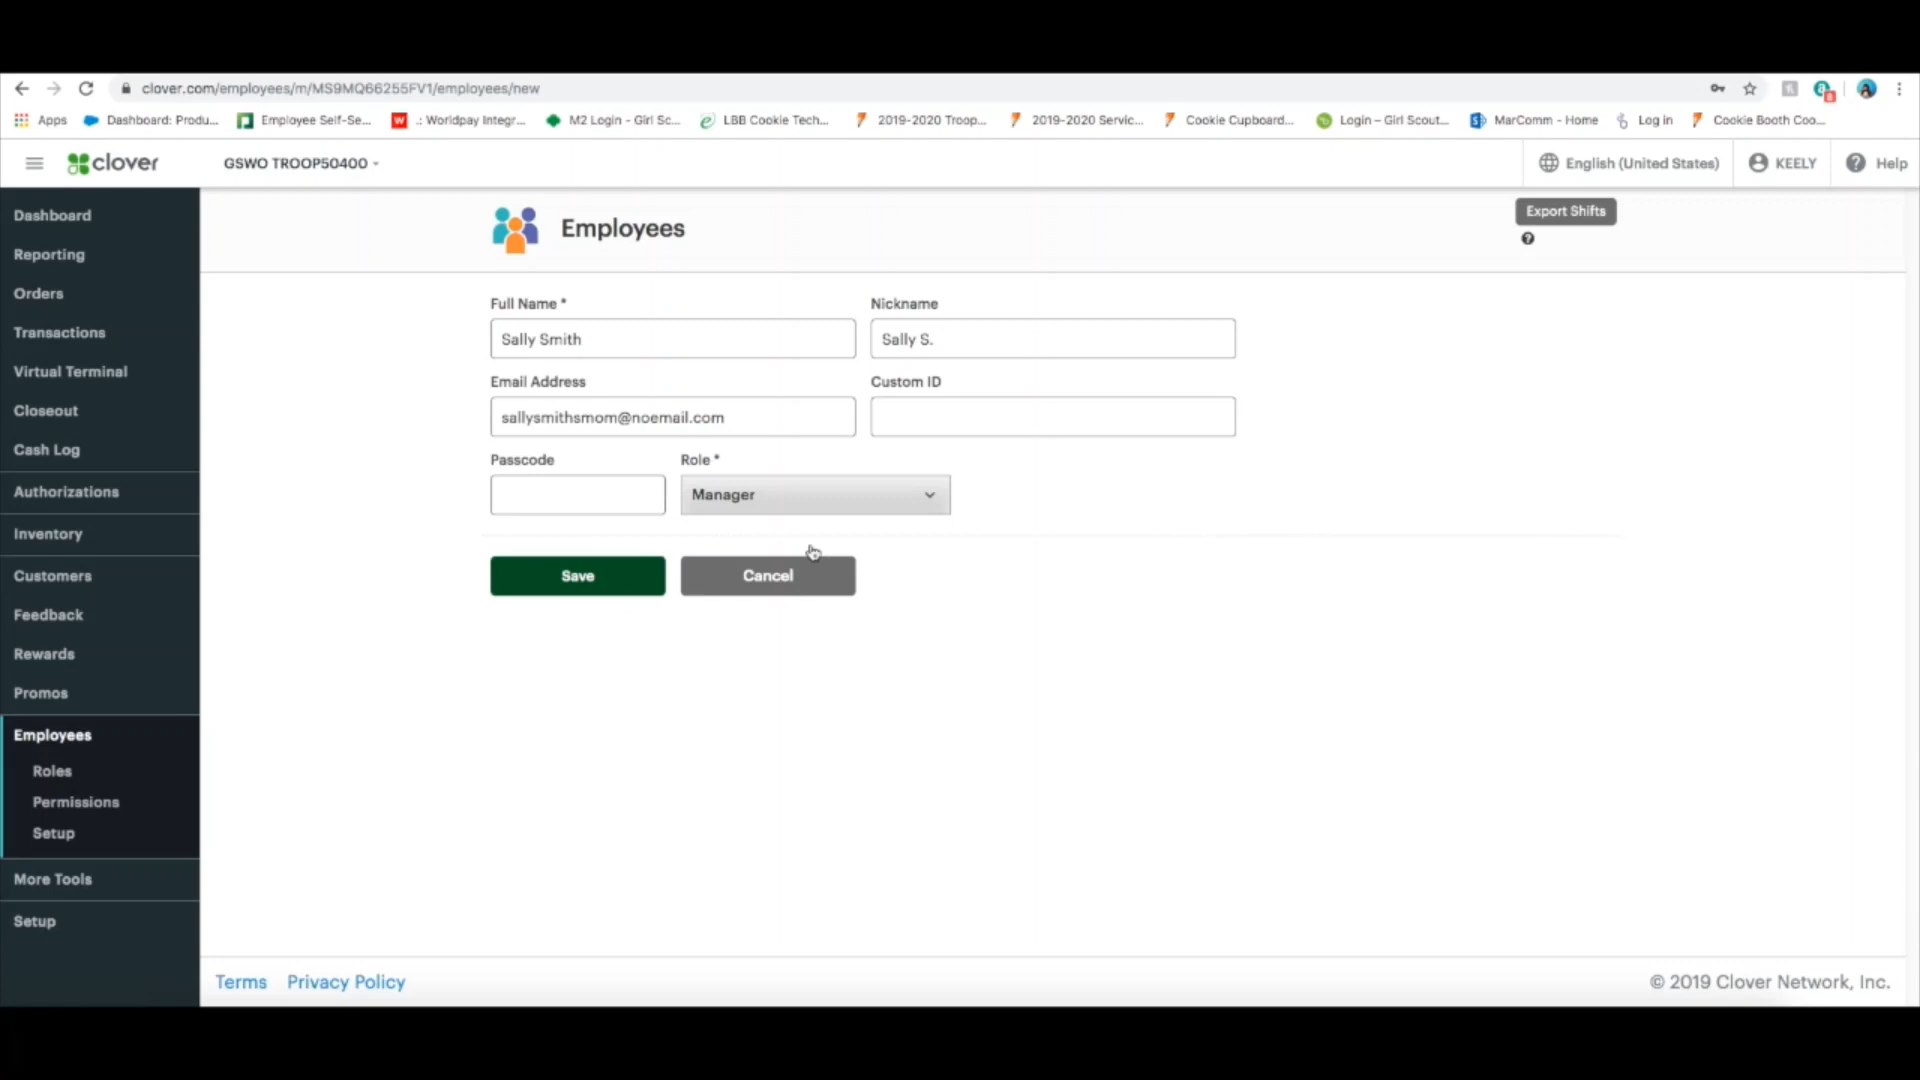 clover.com/employees/m/MS9MQ66255FV1/employees/new
Apps Dashboard: Produ... Employee Self-Se... .: Worldpay Integr... M2 Login - Girl Sc... LBB Cookie Tech... 2019-2020 Troop... 2019-2020 Servic... Cookie Cupboard... Login – Girl Scout... MarComm - Home Log in Cookie Booth Coo...
clover GSWO TROOP50400 English (United States) KEELY Help
Dashboard
Reporting
Orders
Transactions
Virtual Terminal
Closeout
Cash Log
Authorizations
Inventory
Customers
Feedback
Rewards
Promos
Employees
Roles
Permissions
Setup
More Tools
Setup
Employees
Export Shifts
Full Name * Nickname
Sally Smith Sally S.
Email Address Custom ID
sallysmithsmom@noemail.com
Passcode Role *
Manager
Save Cancel
Terms Privacy Policy © 2019 Clover Network, Inc.